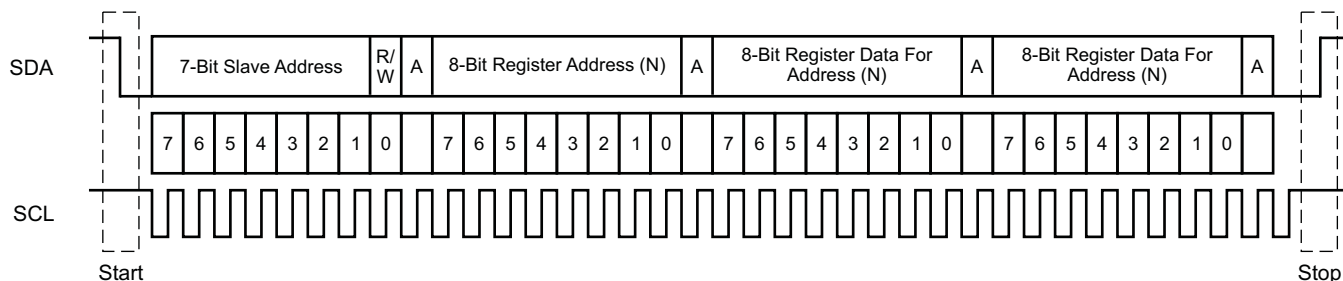 SDA
7-Bit Slave Address
R/
W
A
8-Bit Register Address (N)
A
8-Bit Register Data For
Address (N)
A
8-Bit Register Data For
Address (N)
A
7 6 5 4 3 2 1 0 7 6 5 4 3 2 1 0 7 6 5 4 3 2 1 0 7 6 5 4 3 2 1 0
SCL
Start
Stop